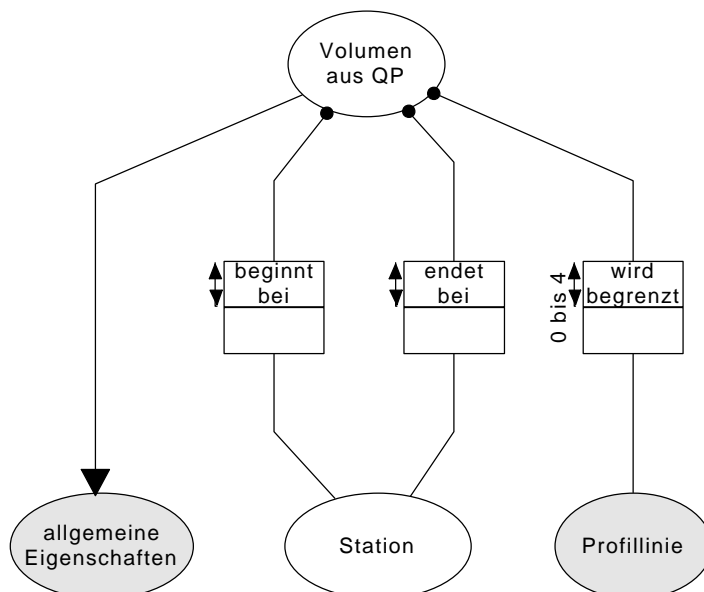 Volumen
aus QP
beginnt
bei
endet
bei
0 bis 4
wird
begrenzt
allgemeine
Eigenschaften
Station
Profillinie